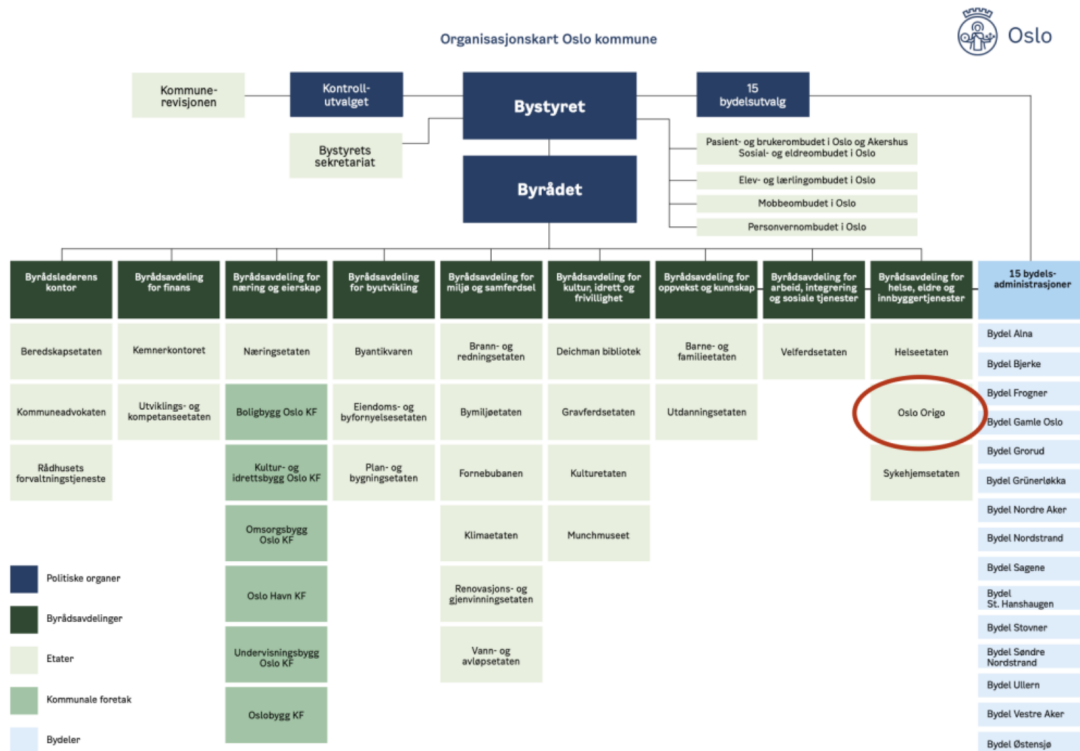 Organisasjonskart Oslo kommune
Oslo
Kommune-
revisjonen
Kontroll-
utvalget
Bystyret
15
bydelsutvalg
Bystyrets
sekretariat
Byrådet
Pasient- og brukerombudet i Oslo og Akershus
Sosial- og eldreombudet i Oslo
Elev- og lærlingombudet i Oslo
Mobbeombudet i Oslo
Personvernombudet i Oslo
Byrådslederens
kontor
Beredskapsetaten
Kommuneadvokaten
Rådhusets
forvaltningstjeneste
Byrådsavdeling
for finans
Kemnerkontoret
Utviklings- og
kompetanseetaten
Byrådsavdeling for
næring og eierskap
Næringsetaten
Boligbygg Oslo KF
Kultur- og
idrettsbygg Oslo KF
Omsorgsbygg
Oslo KF
Oslo Havn KF
Undervisningsbygg
Oslo KF
Oslobygg KF
Byrådsavdeling
for byutvikling
Byantikvaren
Eiendoms- og
byfornyelsesetaten
Plan- og
bygningsetaten
Byrådsavdeling for
miljø og samferdsel
Brann- og
redningsetaten
Bymiljøetaten
Fornebubanen
Klimaetaten
Renovasjons- og
gjenvinningsetaten
Vann- og
avløpsetaten
Byrådsavdeling for
kultur, idrett og
frivillighet
Deichman bibliotek
Gravferdsetaten
Kulturetaten
Munchmuseet
Byrådsavdeling for
oppvekst og kunnskap
Barne- og
familieetaten
Utdanningsetaten
Byrådsavdeling for
arbeid, integrering
og sosiale tjenester
Velferdsetaten
Byrådsavdeling for
helse, eldre og
innbyggertjenester
Helseetaten
Oslo Origo
Sykehjemsetaten
15 bydels-
administrasjoner
Bydel Alna
Bydel Bjerke
Bydel Frogner
Bydel Gamle Oslo
Bydel Grorud
Bydel Grünerløkka
Bydel Nordre Aker
Bydel Nordstrand
Bydel Sagene
Bydel
St. Hanshaugen
Bydel Stovner
Bydel Søndre
Nordstrand
Bydel Ullern
Bydel Vestre Aker
Bydel Østensjø
Politiske organer
Byrådsavdelinger
Etater
Kommunale foretak
Bydeler